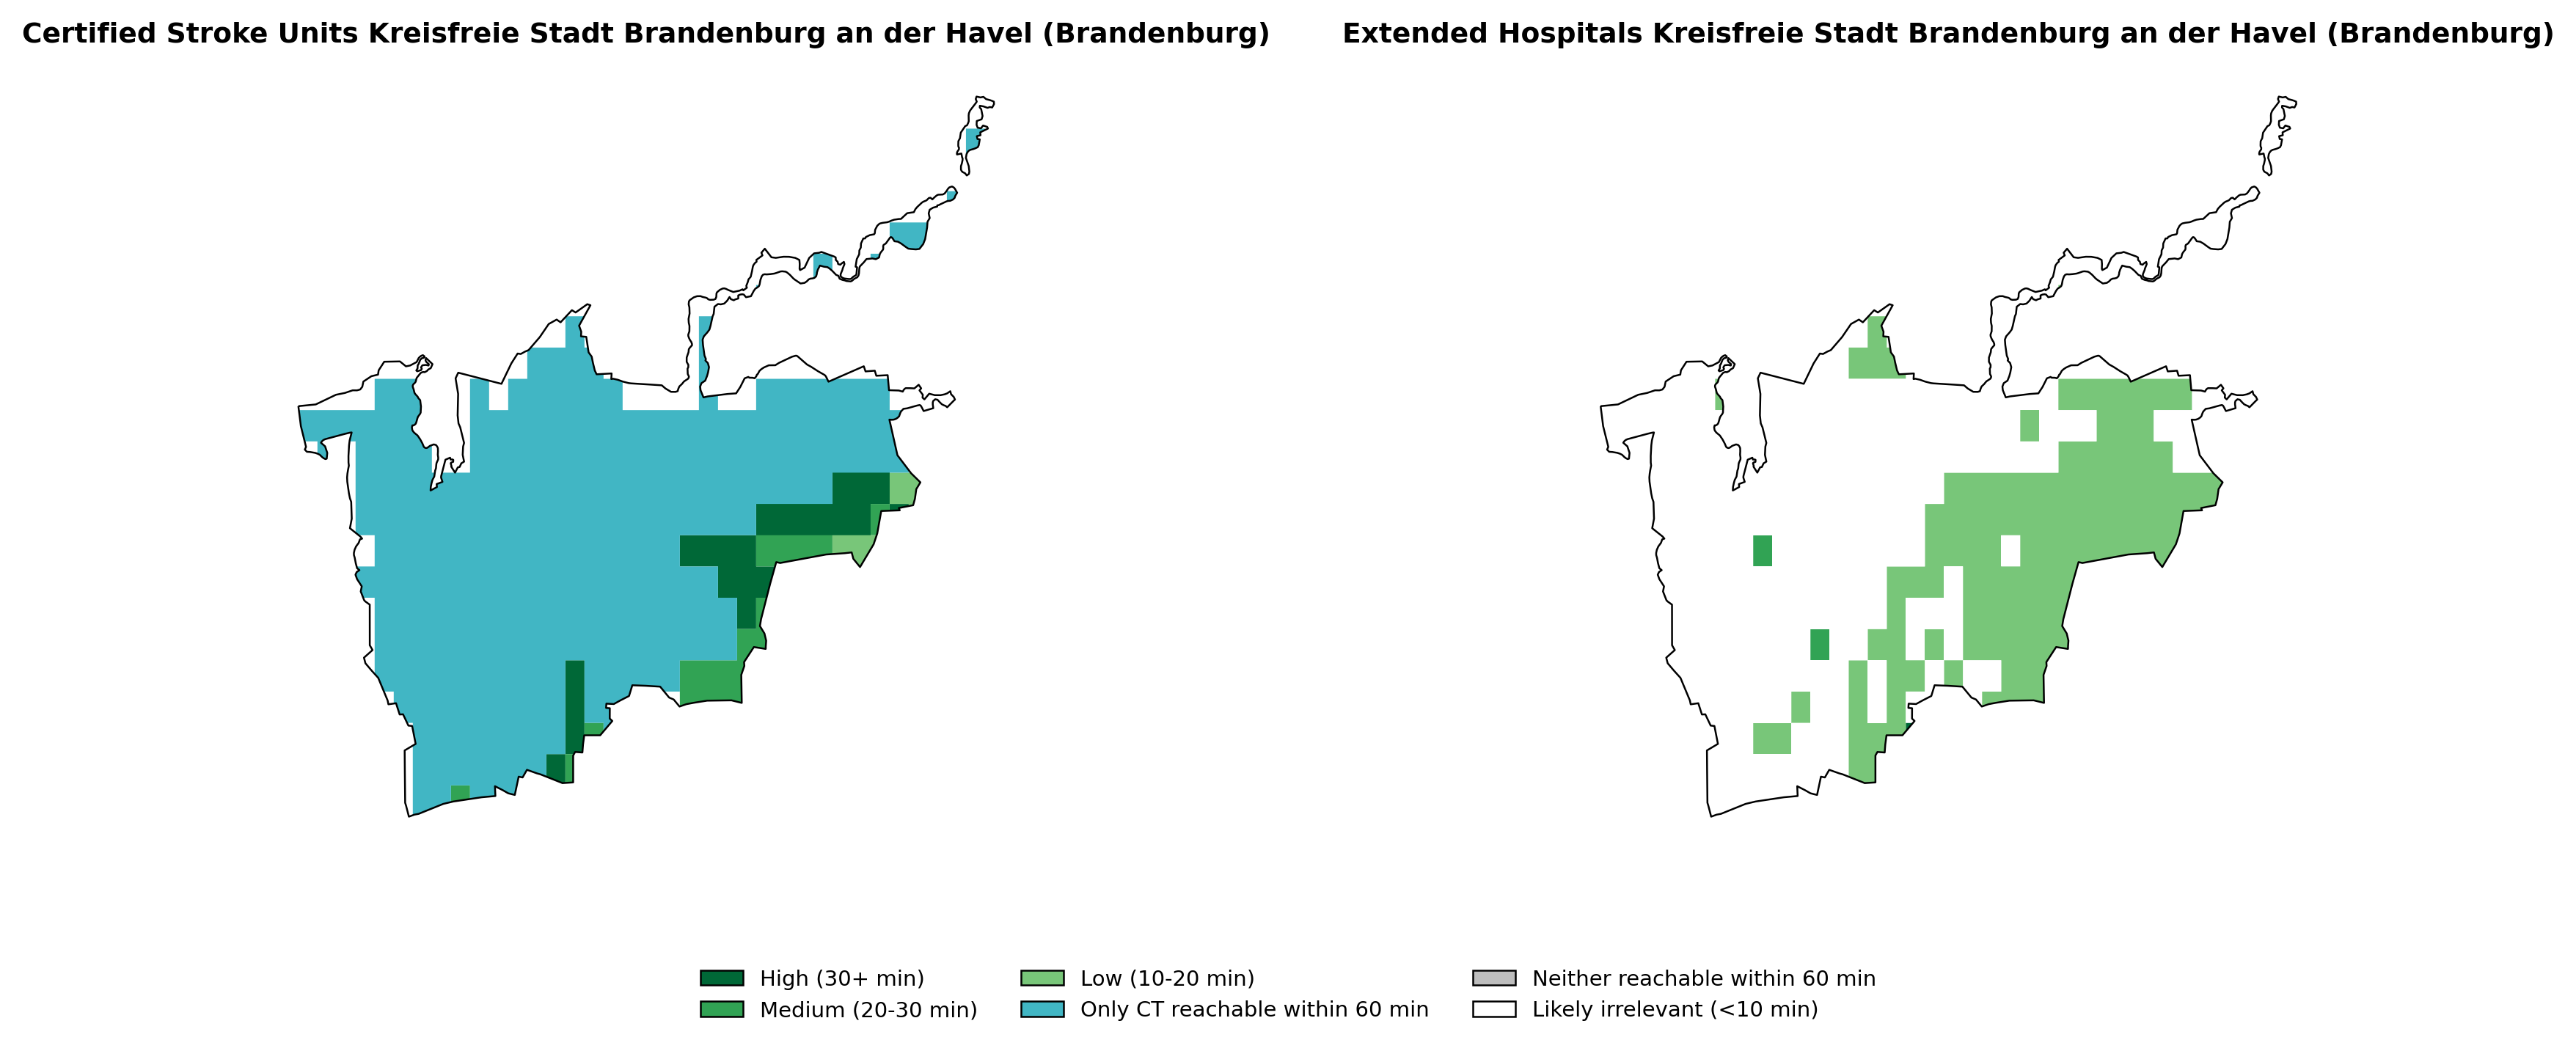 Certified Stroke Units Kreisfreie Stadt Brandenburg an der Havel (Brandenburg)
Extended Hospitals Kreisfreie Stadt Brandenburg an der Havel (Brandenburg)
High (30+ min)
Medium (20-30 min)
Low (10-20 min)
Only CT reachable within 60 min
Neither reachable within 60 min
Likely irrelevant (<10 min)